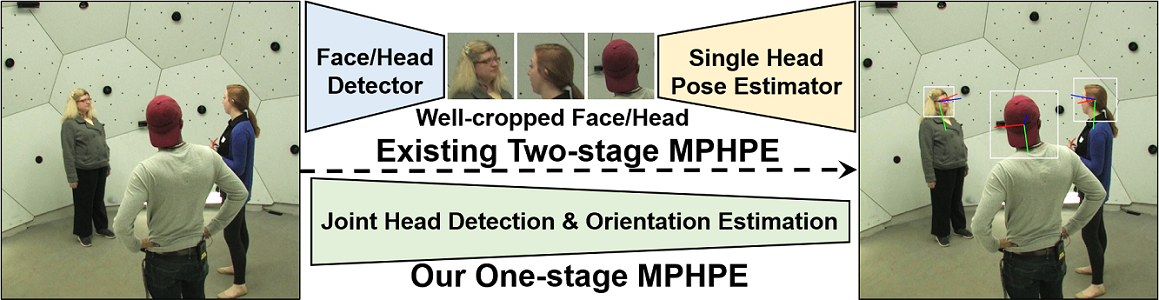 Face/Head
Detector
Single Head
Pose Estimator
Well-cropped Face/Head
Existing Two-stage MPHPE
Joint Head Detection & Orientation Estimation
Our One-stage MPHPE